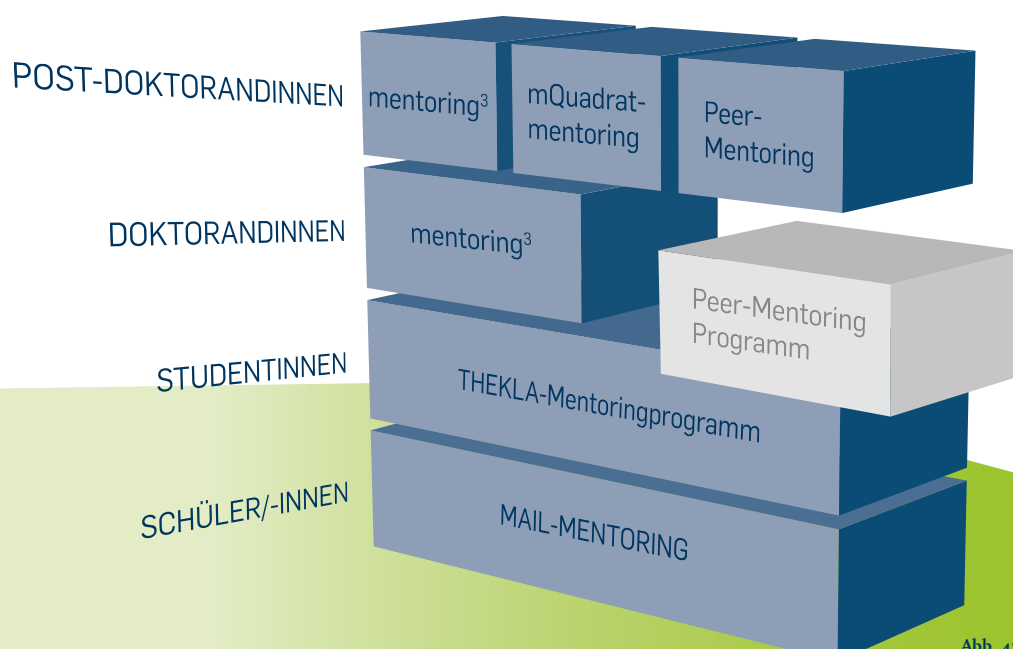 POST-DOKTORANDINNEN
mentoring³
mQuadrat-
mentoring
Peer-
Mentoring
DOKTORANDINNEN
mentoring³
Peer-Mentoring
Programm
STUDENTINNEN
THEKLA-Mentoringprogramm
SCHÜLER/-INNEN
MAIL-MENTORING
Abb.